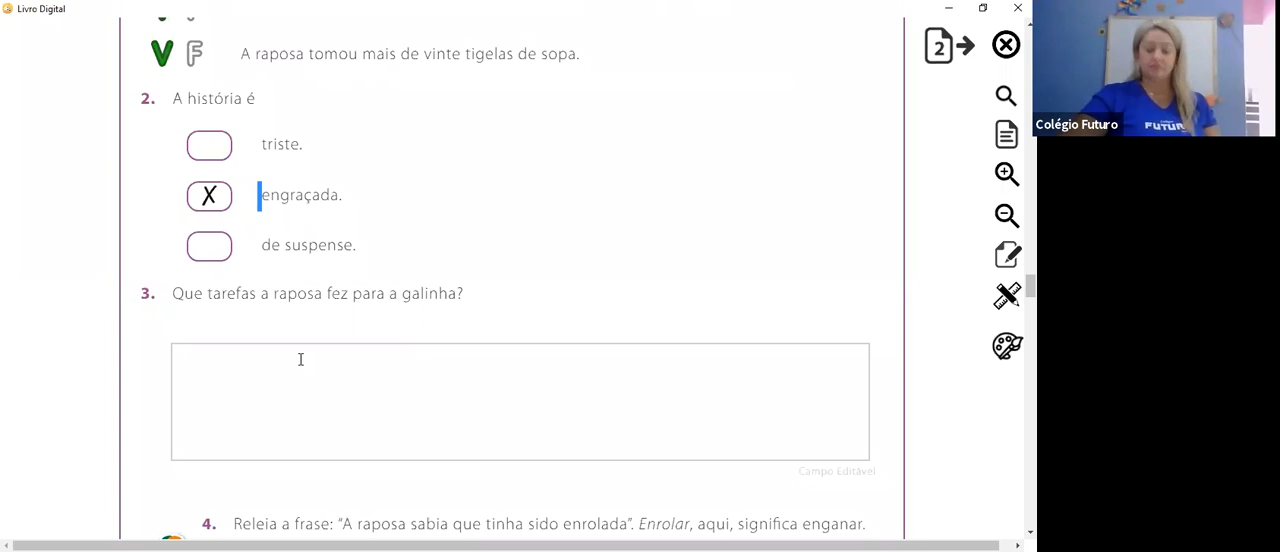 Livro Digital
V F A raposa tomou mais de vinte tigelas de sopa.
2
2. A história é
triste.
X engraçada.
de suspense.
3. Que tarefas a raposa fez para a galinha?
Campo Editável
4. Releia a frase: “A raposa sabia que tinha sido enrolada”. Enrolar, aqui, significa enganar.
Colégio Futuro
FUTURO